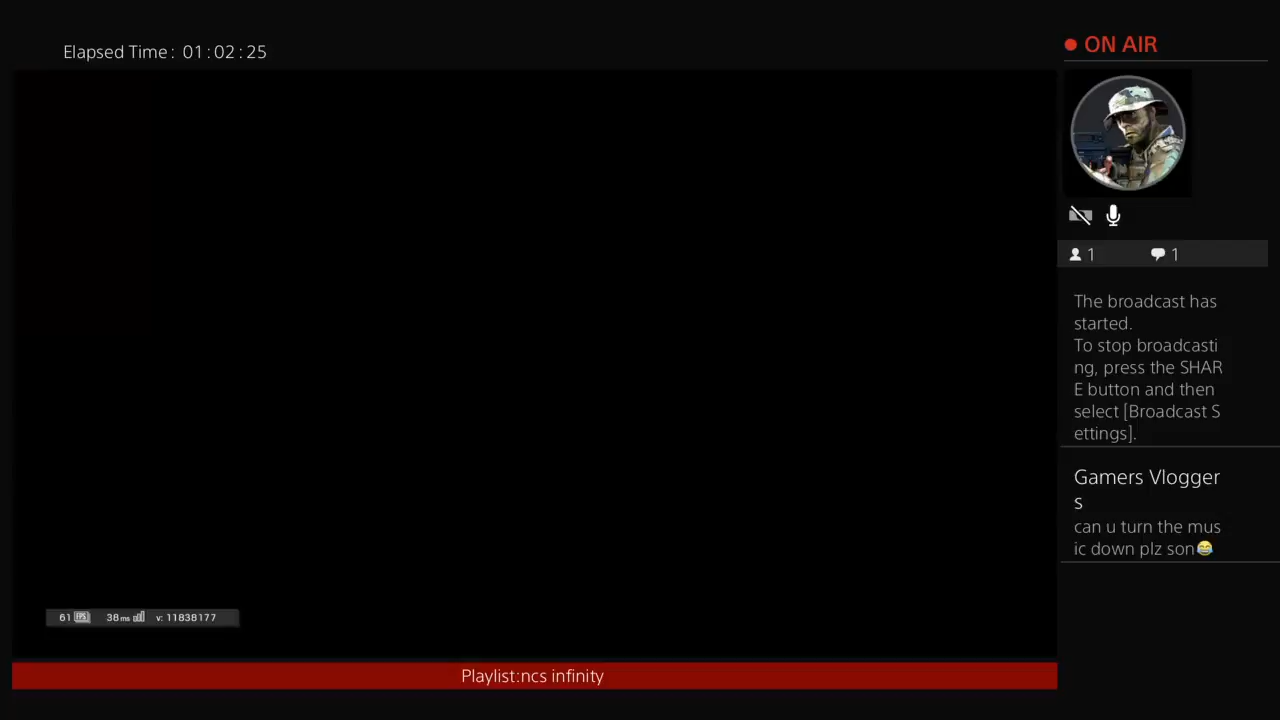 Elapsed Time: 01:02:25
ON AIR
1 1
The broadcast has
started.
To stop broadcasti
ng, press the SHAR
E button and then
select [Broadcast S
ettings].
Gamers Vlogger
s
can u turn the mus
ic down plz son😂
61 FPS 38ms v: 11838177
Playlist:ncs infinity